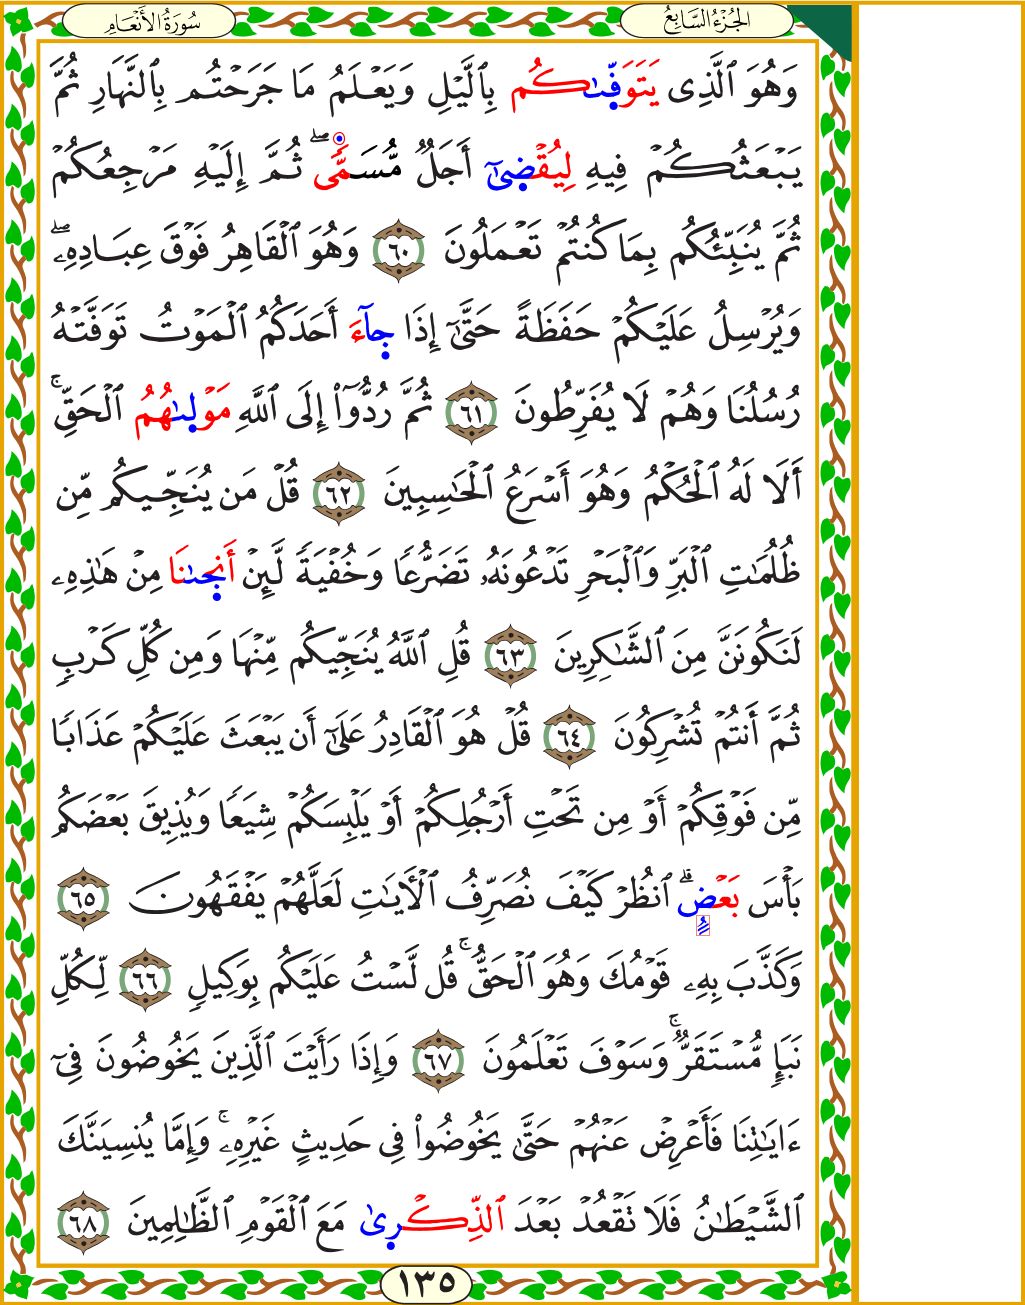 الجُزْءُ السَّابِعُ
سُورَةُ الأَنْعَامِ
وَهُوَ ٱلَّذِى يَتَوَفَّىٰكُم بِٱلَّيْلِ وَيَعْلَمُ مَا جَرَحْتُم بِٱلنَّهَارِ ثُمَّ
يَبْعَثُكُمْ فِيهِ لِيُقْضَىٰٓ أَجَلٌ مُّسَمًّى ۖ ثُمَّ إِلَيْهِ مَرْجِعُكُمْ
ثُمَّ يُنَبِّئُكُم بِمَا كُنتُمْ تَعْمَلُونَ ٦٠ وَهُوَ ٱلْقَاهِرُ فَوْقَ عِبَادِهِۦ ۖ
وَيُرْسِلُ عَلَيْكُمْ حَفَظَةً حَتَّىٰٓ إِذَا جَآءَ أَحَدَكُمُ ٱلْمَوْتُ تَوَفَّتْهُ
رُسُلُنَا وَهُمْ لَا يُفَرِّطُونَ ٦١ ثُمَّ رُدُّوٓا۟ إِلَى ٱللَّهِ مَوْلَىٰهُمُ ٱلْحَقِّ ۚ
أَلَا لَهُ ٱلْحُكْمُ وَهُوَ أَسْرَعُ ٱلْحَٰسِبِينَ ٦٢ قُلْ مَن يُنَجِّيكُم مِّن
ظُلُمَٰتِ ٱلْبَرِّ وَٱلْبَحْرِ تَدْعُونَهُۥ تَضَرُّعًا وَخُفْيَةً لَّئِنْ أَنجَىٰنَا مِنْ هَٰذِهِۦ
لَنَكُونَنَّ مِنَ ٱلشَّٰكِرِينَ ٦٣ قُلِ ٱللَّهُ يُنَجِّيكُم مِّنْهَا وَمِن كُلِّ كَرْبٍ
ثُمَّ أَنتُمْ تُشْرِكُونَ ٦٤ قُلْ هُوَ ٱلْقَادِرُ عَلَىٰٓ أَن يَبْعَثَ عَلَيْكُمْ عَذَابًا
مِّن فَوْقِكُمْ أَوْ مِن تَحْتِ أَرْجُلِكُمْ أَوْ يَلْبِسَكُمْ شِيَعًا وَيُذِيقَ بَعْضَكُم
بَأْسَ بَعْضٍ ۗ ٱنظُرْ كَيْفَ نُصَرِّفُ ٱلْأَيَٰتِ لَعَلَّهُمْ يَفْقَهُونَ ٦٥
وَكَذَّبَ بِهِۦ قَوْمُكَ وَهُوَ ٱلْحَقُّ ۚ قُل لَّسْتُ عَلَيْكُم بِوَكِيلٍ ٦٦ لِّكُلِّ
نَبَإٍ مُّسْتَقَرٌّ ۚ وَسَوْفَ تَعْلَمُونَ ٦٧ وَإِذَا رَأَيْتَ ٱلَّذِينَ يَخُوضُونَ فِىٓ
ءَايَٰتِنَا فَأَعْرِضْ عَنْهُمْ حَتَّىٰ يَخُوضُوا۟ فِى حَدِيثٍ غَيْرِهِۦ ۚ وَإِمَّا يُنسِيَنَّكَ
ٱلشَّيْطَٰنُ فَلَا تَقْعُدْ بَعْدَ ٱلذِّكْرَىٰ مَعَ ٱلْقَوْمِ ٱلظَّٰلِمِينَ ٦٨
١٣٥